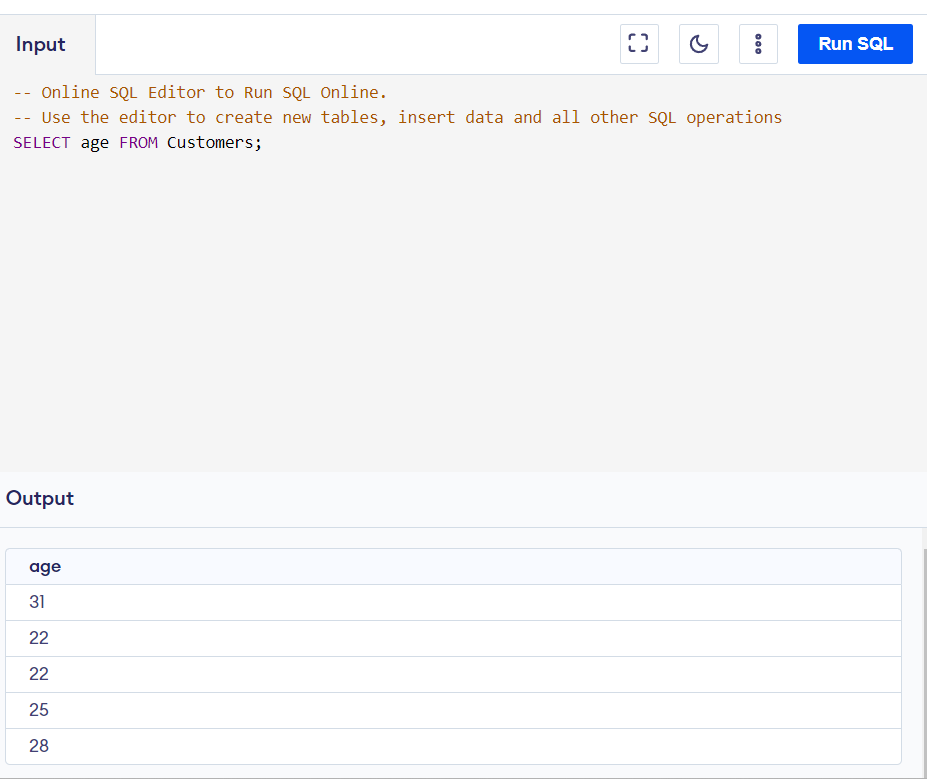 Input
Run SQL
-- Online SQL Editor to Run SQL Online.
-- Use the editor to create new tables, insert data and all other SQL operations
SELECT age FROM Customers;
Output
age
31
22
22
25
28